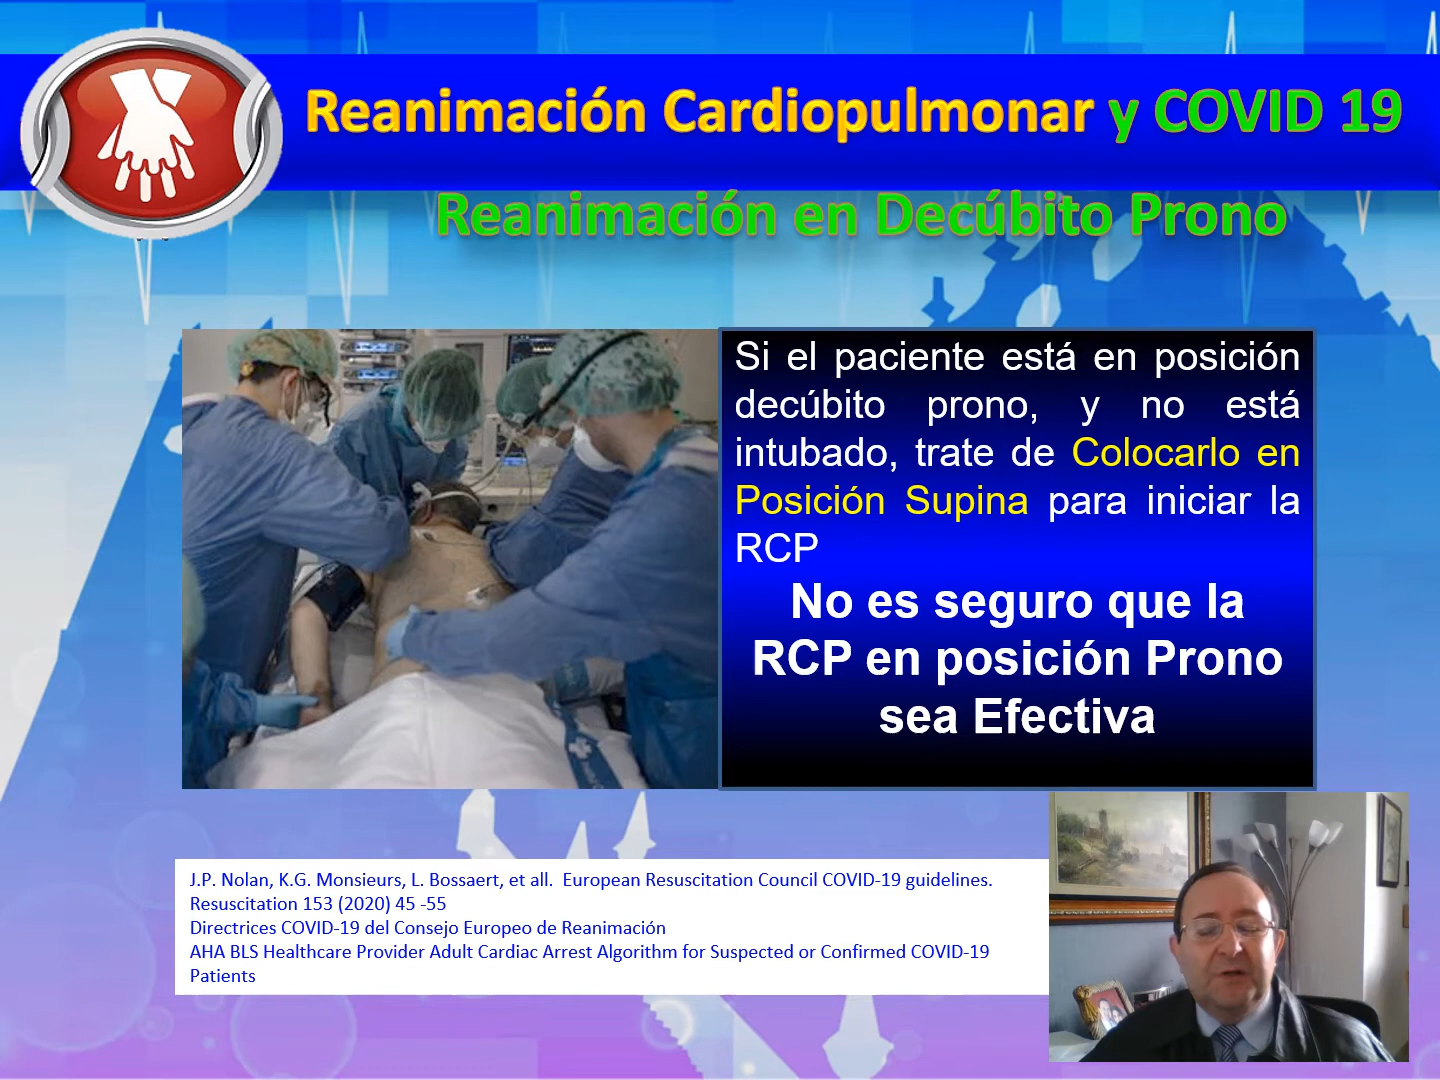 Reanimación Cardiopulmonar y COVID 19
Reanimación en Decúbito Prono
Si el paciente está en posición
decúbito prono, y no está
intubado, trate de Colocarlo en
Posición Supina para iniciar la
RCP
No es seguro que la
RCP en posición Prono
sea Efectiva
J.P. Nolan, K.G. Monsieurs, L. Bossaert, et all. European Resuscitation Council COVID-19 guidelines.
Resuscitation 153 (2020) 45 -55
Directrices COVID-19 del Consejo Europeo de Reanimación
AHA BLS Healthcare Provider Adult Cardiac Arrest Algorithm for Suspected or Confirmed COVID-19
Patients